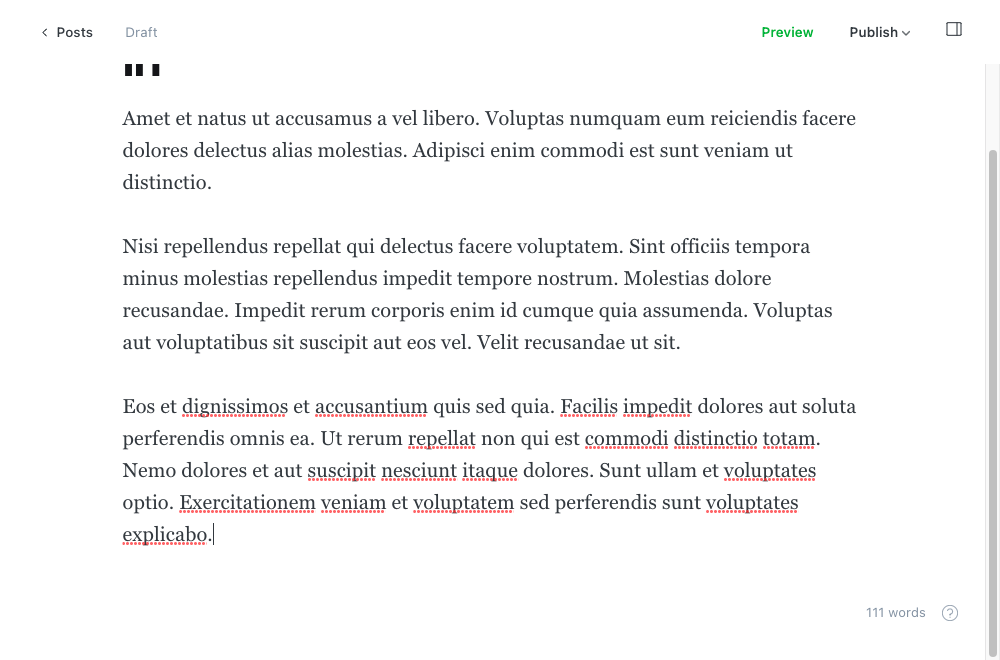 Posts Draft Preview Publish
Amet et natus ut accusamus a vel libero. Voluptas numquam eum reiciendis facere
dolores delectus alias molestias. Adipisci enim commodi est sunt veniam ut
distinctio.
Nisi repellendus repellat qui delectus facere voluptatem. Sint officiis tempora
minus molestias repellendus impedit tempore nostrum. Molestias dolore
recusandae. Impedit rerum corporis enim id cumque quia assumenda. Voluptas
aut voluptatibus sit suscipit aut eos vel. Velit recusandae ut sit.
Eos et dignissimos et accusantium quis sed quia. Facilis impedit dolores aut soluta
perferendis omnis ea. Ut rerum repellat non qui est commodi distinctio totam.
Nemo dolores et aut suscipit nesciunt itaque dolores. Sunt ullam et voluptates
optio. Exercitationem veniam et voluptatem sed perferendis sunt voluptates
explicabo.
111 words ?